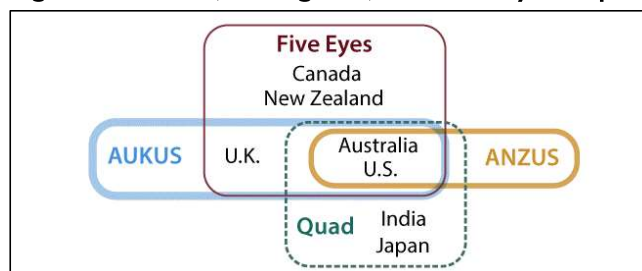 Five Eyes
Canada
New Zealand
AUKUS
U.K.
Australia
U.S.
ANZUS
Quad
India
Japan